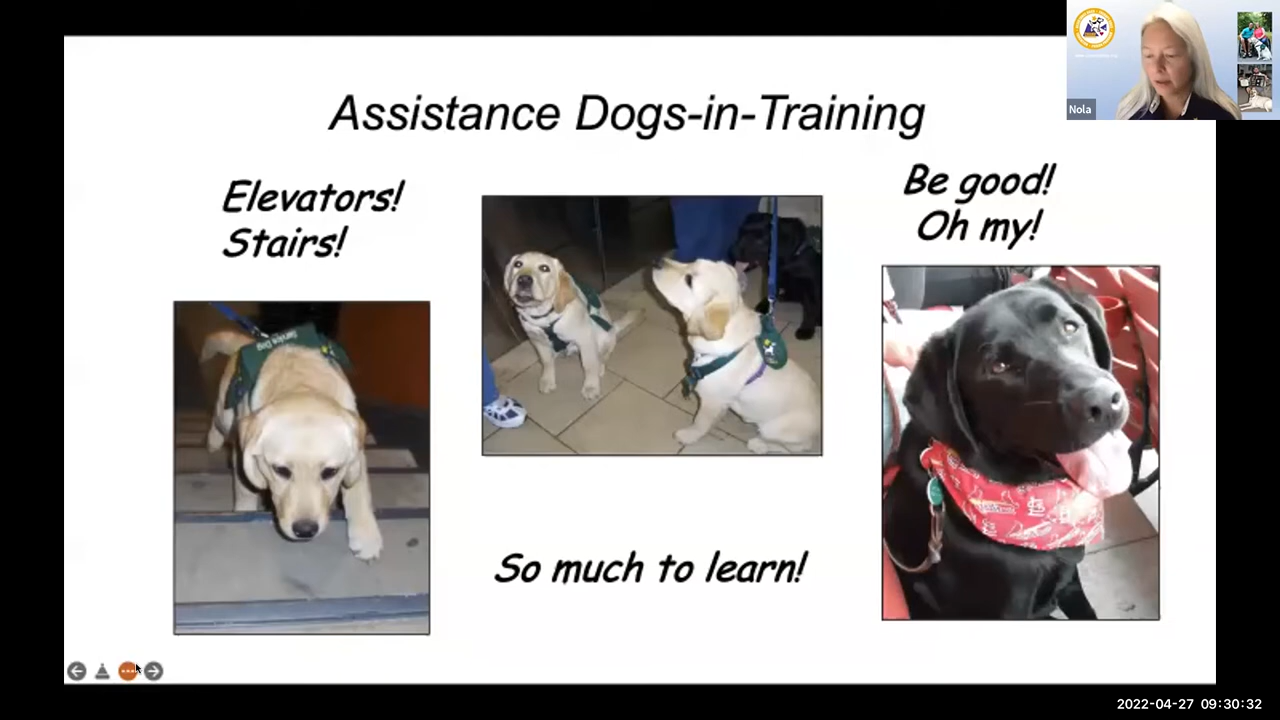 Assistance Dogs-in-Training
Elevators!
Stairs!
Be good!
Oh my!
So much to learn!
Nola
2022-04-27 09:30:32